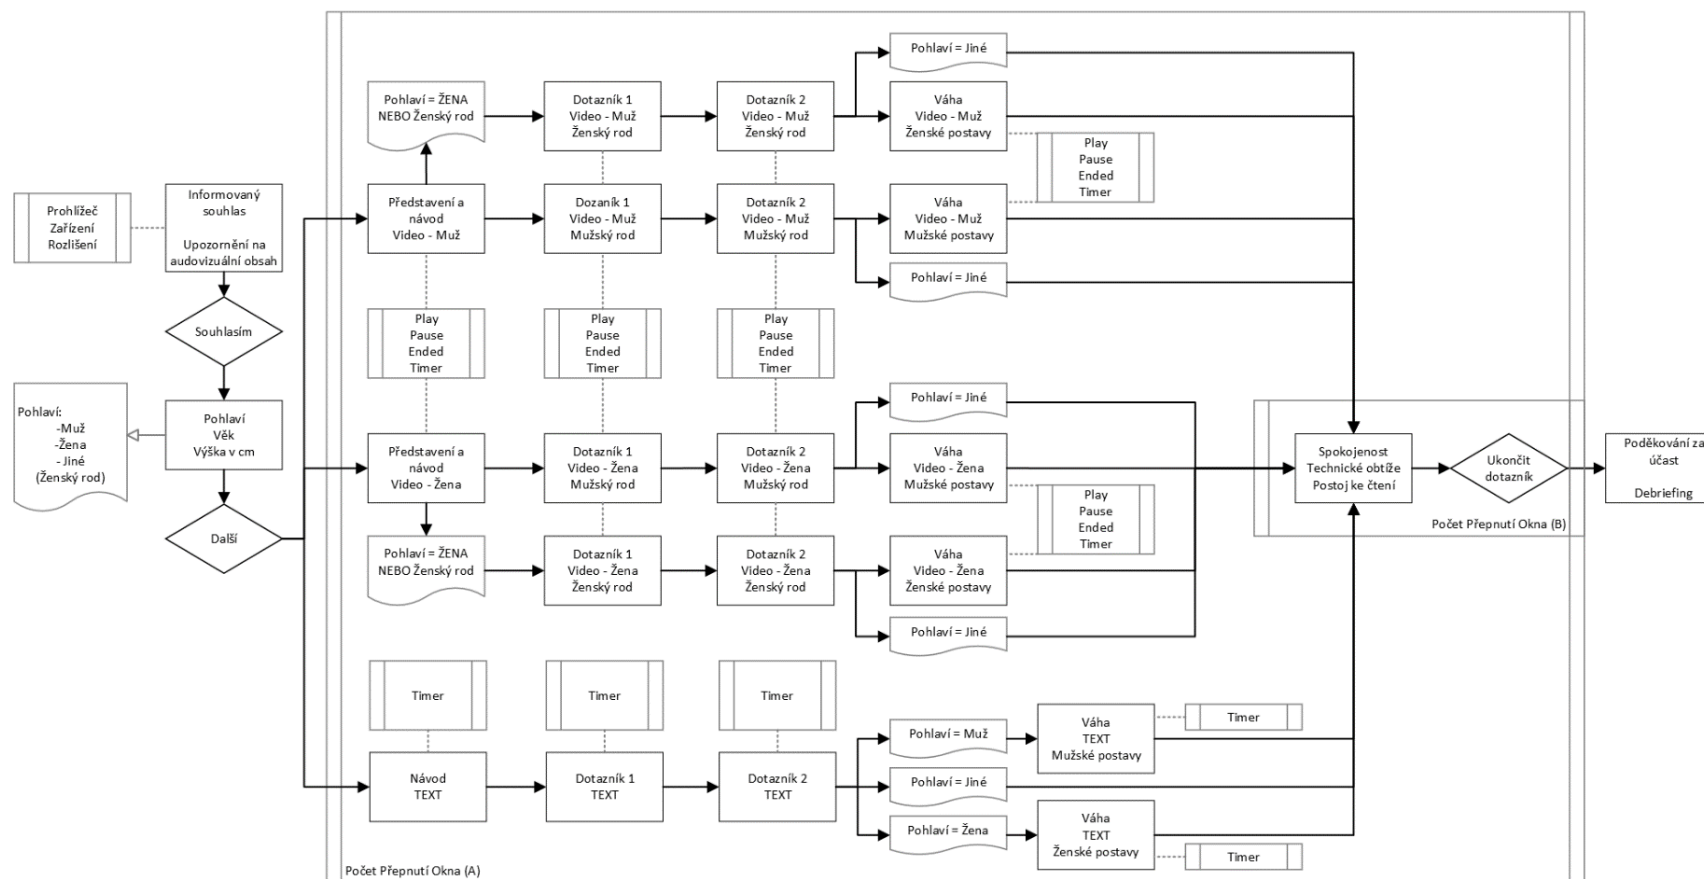 Prohlížeč
Zařízení
Rozlišení
Informovaný
souhlas
Upozornění na
audovizuální obsah
Souhlasím
Pohlaví:
-Muž
-Žena
- Jiné
(Ženský rod)
Pohlaví
Věk
Výška v cm
Další
Pohlaví = ŽENA
NEBO Ženský rod
Dotazník 1
Video - Muž
Ženský rod
Dotazník 2
Video - Muž
Ženský rod
Pohlaví = Jiné
Váha
Video - Muž
Ženské postavy
Play
Pause
Ended
Timer
Představení a
návod
Video - Muž
Dozaník 1
Video - Muž
Mužský rod
Dotazník 2
Video - Muž
Mužský rod
Váha
Video - Muž
Mužské postavy
Pohlaví = Jiné
Play
Pause
Ended
Timer
Play
Pause
Ended
Timer
Play
Pause
Ended
Timer
Pohlaví = Jiné
Představení a
návod
Video - Žena
Dotazník 1
Video - Žena
Mužský rod
Dotazník 2
Video - Žena
Mužský rod
Váha
Video - Žena
Mužské postavy
Play
Pause
Ended
Timer
Pohlaví = ŽENA
NEBO Ženský rod
Dotazník 1
Video - Žena
Ženský rod
Dotazník 2
Video - Žena
Ženský rod
Váha
Video - Žena
Ženské postavy
Pohlaví = Jiné
Timer
Timer
Timer
Návod
TEXT
Dotazník 1
TEXT
Dotazník 2
TEXT
Pohlaví = Muž
Váha
TEXT
Mužské postavy
Timer
Pohlaví = Jiné
Pohlaví = Žena
Váha
TEXT
Ženské postavy
Timer
Spokojenost
Technické obtíže
Postoj ke čtení
Ukončit
dotazník
Počet Přepnutí Okna (B)
Poděkování za
účast
Debriefing
Počet Přepnutí Okna (A)